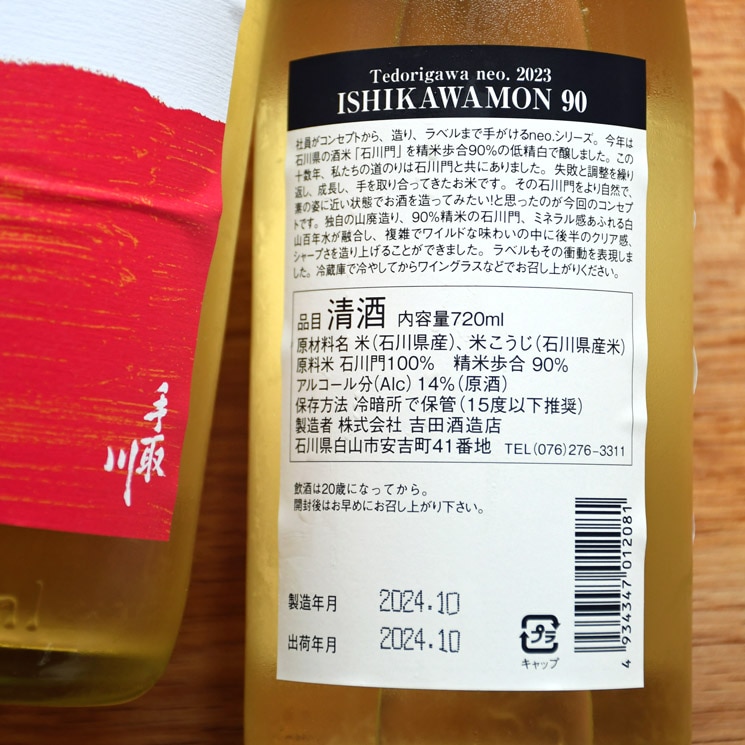 Tedorigawa neo. 2023
ISHIKAWAMON 90
社員がコンセプトから、造り、ラベルまで手がけるneo.シリーズ。今年は
石川県の酒米「石川門」を精米歩合90%の低精白で醸しました。この
十数年、私たちの道のりは石川門と共にありました。失敗と調整を繰り
返し、成長し、手を取り合ってきたお米です。その石川門をより自然で、
藁の姿に近い状態でお酒を造ってみたい!と思ったのが今回のコンセプ
トです。独自の山廃造り、90%精米の石川門、ミネラル感あふれる白
山百年水が融合し、複雑でワイルドな味わいの中に後半のクリア感、
シャープさを造り上げることができました。ラベルもその衝動を表現しま
した。冷蔵庫で冷やしてからワイングラスなどでお召し上がりください。
品目 清酒 内容量720ml
原材料名 米(石川県産)、米こうじ(石川県産米)
原料米 石川門100% 精米歩合 90%
アルコール分(Alc) 14%(原酒)
保存方法 冷暗所で保管(15度以下推奨)
製造者 株式会社 吉田酒造店
石川県白山市安吉町41番地 TEL(076)276-3311
飲酒は20歳になってから。
開封後はお早めにお召し上がり下さい。
製造年月 2024.10
出荷年月 2024.10
プラ
キャップ
4 934347 012081
手取川